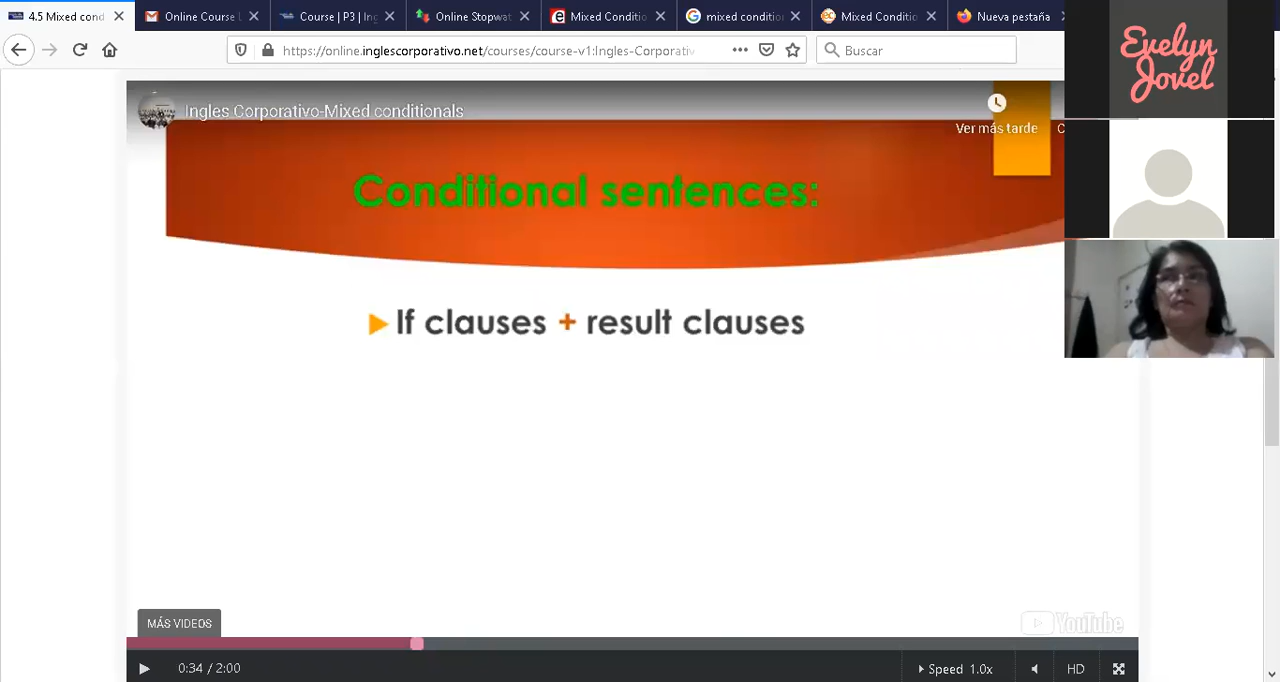 4.5 Mixed cond
Online Course
Course | P3 | Ing
Online Stopwat
Mixed Conditio
mixed condition
Mixed Conditio
Nueva pestaña
https://online.inglescorporativo.net/courses/course-v1:Ingles-Corporativ
Buscar
Evelyn
Jovel
Ingles Corporativo-Mixed conditionals
Ver más tarde
Conditional sentences:
If clauses + result clauses
MÁS VIDEOS
YouTube
0:34 / 2:00
Speed 1.0x
HD